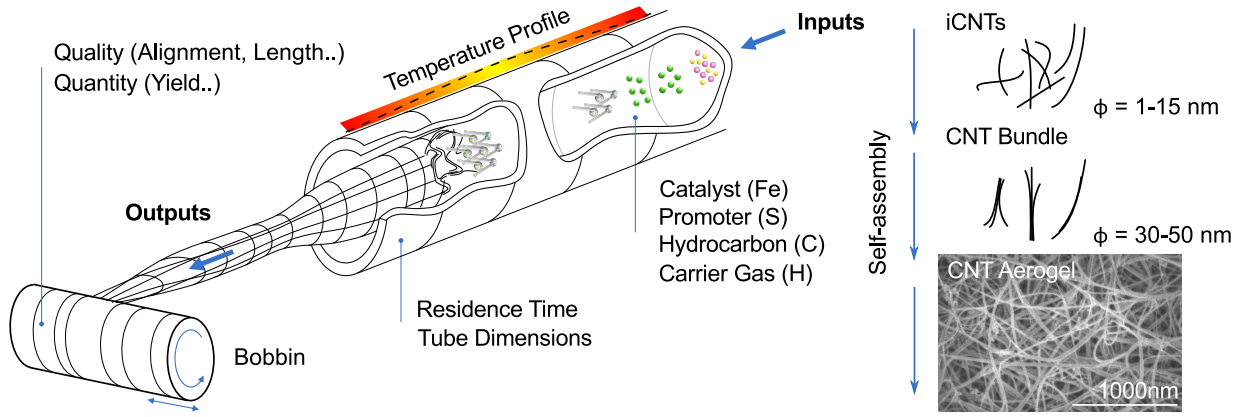 Quality (Alignment, Length..)
Quantity (Yield..)
Temperature Profile
Inputs
Outputs
Catalyst (Fe)
Promoter (S)
Hydrocarbon (C)
Carrier Gas (H)
Residence Time
Tube Dimensions
Bobbin
Self-assembly
iCNTs
ϕ = 1-15 nm
CNT Bundle
ϕ = 30-50 nm
CNT Aerogel
1000nm